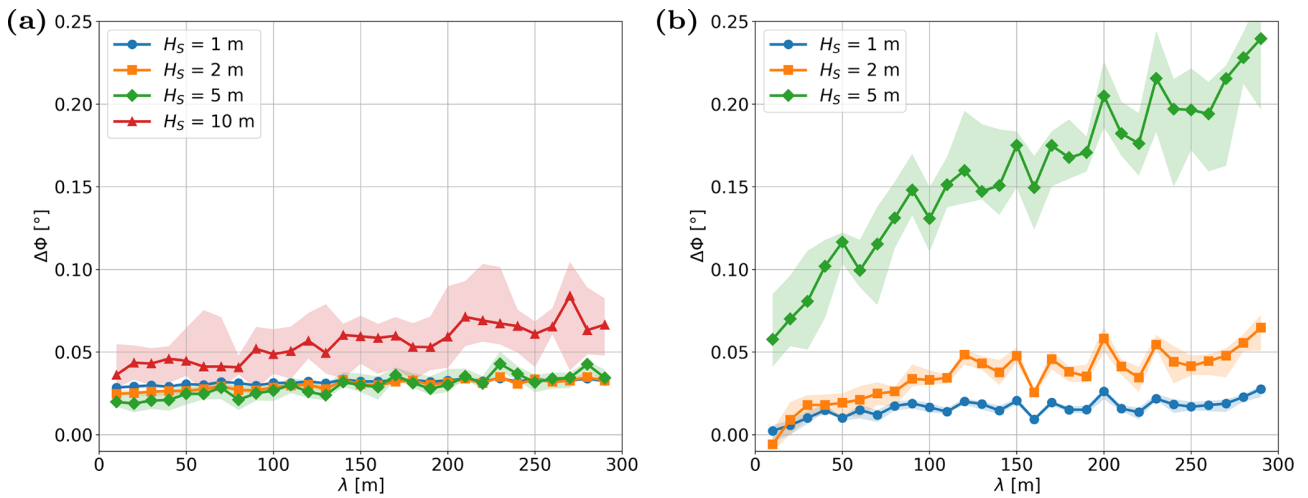 (a)
0.25
0.20
0.15
0.10
0.05
0.00
ΔΦ [°]
H_S = 1 m
H_S = 2 m
H_S = 5 m
H_S = 10 m
0 50 100 150 200 250 300
λ [m]
(b)
0.25
0.20
0.15
0.10
0.05
0.00
ΔΦ [°]
H_S = 1 m
H_S = 2 m
H_S = 5 m
0 50 100 150 200 250 300
λ [m]